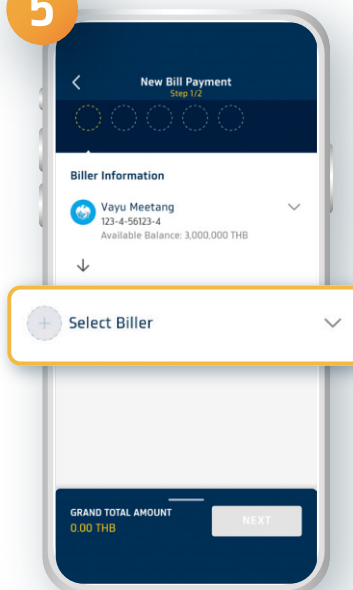 5
New Bill Payment
Step 1/2
Biller Information
Vayu Meetang
123-4-56123-4
Available Balance: 3,000,000 THB
Select Biller
GRAND TOTAL AMOUNT
0.00 THB
NEXT